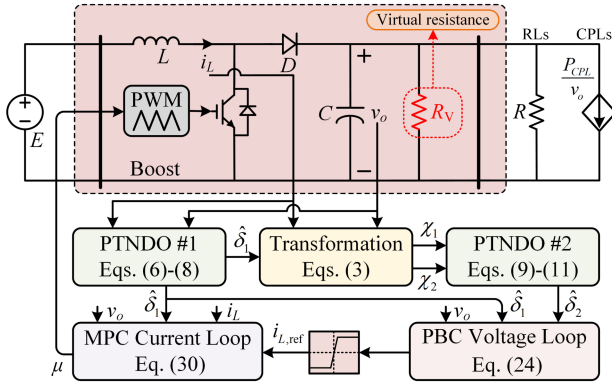 Virtual resistance
RLs
CPLs
L
i_L
D
+
P_CPL / v_o
PWM
E
C
v_o
R_V
R
Boost
−
PTNDO #1
Eqs. (6)-(8)
δ̂_1
Transformation
Eqs. (3)
χ_1
χ_2
PTNDO #2
Eqs. (9)-(11)
v_o
δ̂_1
i_L
v_o
δ̂_1
δ̂_2
μ
MPC Current Loop
Eq. (30)
i_L,ref
PBC Voltage Loop
Eq. (24)